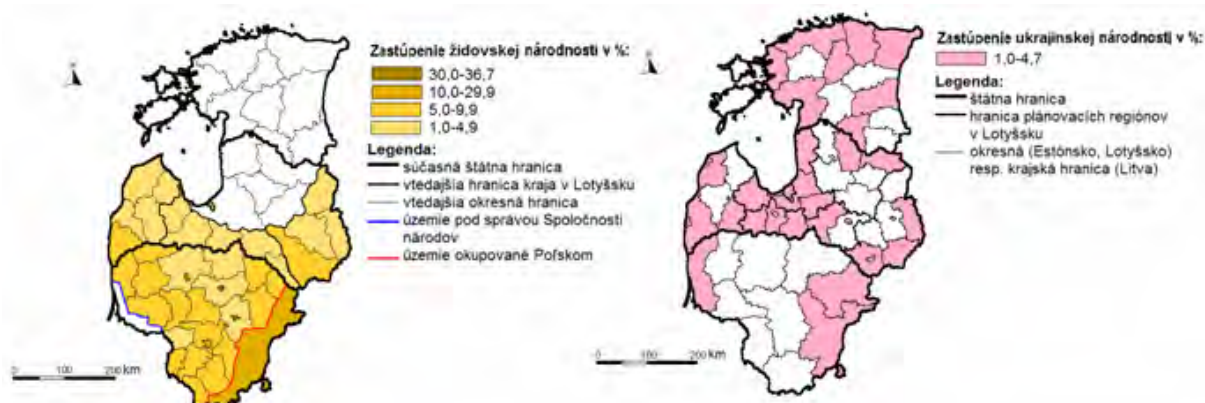 Zastúpenie židovskej národnosti v %:
30,0-36,7
10,0-29,9
5,0-9,9
1,0-4,9
Legenda:
súčasná štátna hranica
vtedajšia hranica kraja v Lotyšsku
vtedajšia okresná hranica
územie pod správou Spoločnosti
národov
územie okupované Poľskom
0 100 200 km
Zastúpenie ukrajinskej národnosti v %:
1,0-4,7
Legenda:
štátna hranica
hranica plánovacích regiónov
v Lotyšsku
okresná (Estónsko, Lotyšsko)
resp. krajská hranica (Litva)
0 100 200 km